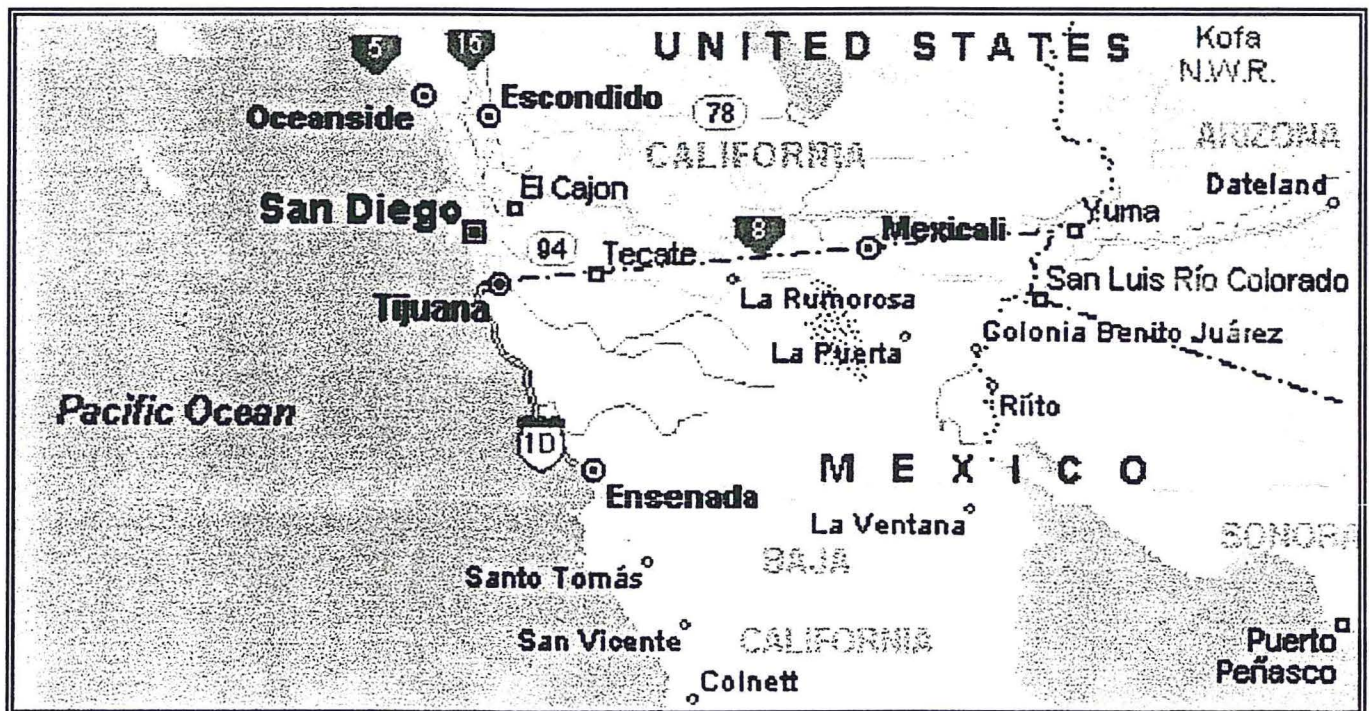 5
15
UNITED STATES
Kofa
N.W.R.
Oceanside
Escondido
78
CALIFORNIA
ARIZONA
San Diego
El Cajon
Dateland
94
Tecate
8
Mexicali
Yuma
Tijuana
La Rumorosa
San Luis Río Colorado
La Puerta
Colonia Benito Juárez
Pacific Ocean
Riíto
1D
Ensenada
MEXICO
La Ventana
SONORA
Santo Tomás
BAJA
San Vicente
CALIFORNIA
Puerto
Peñasco
Colnett